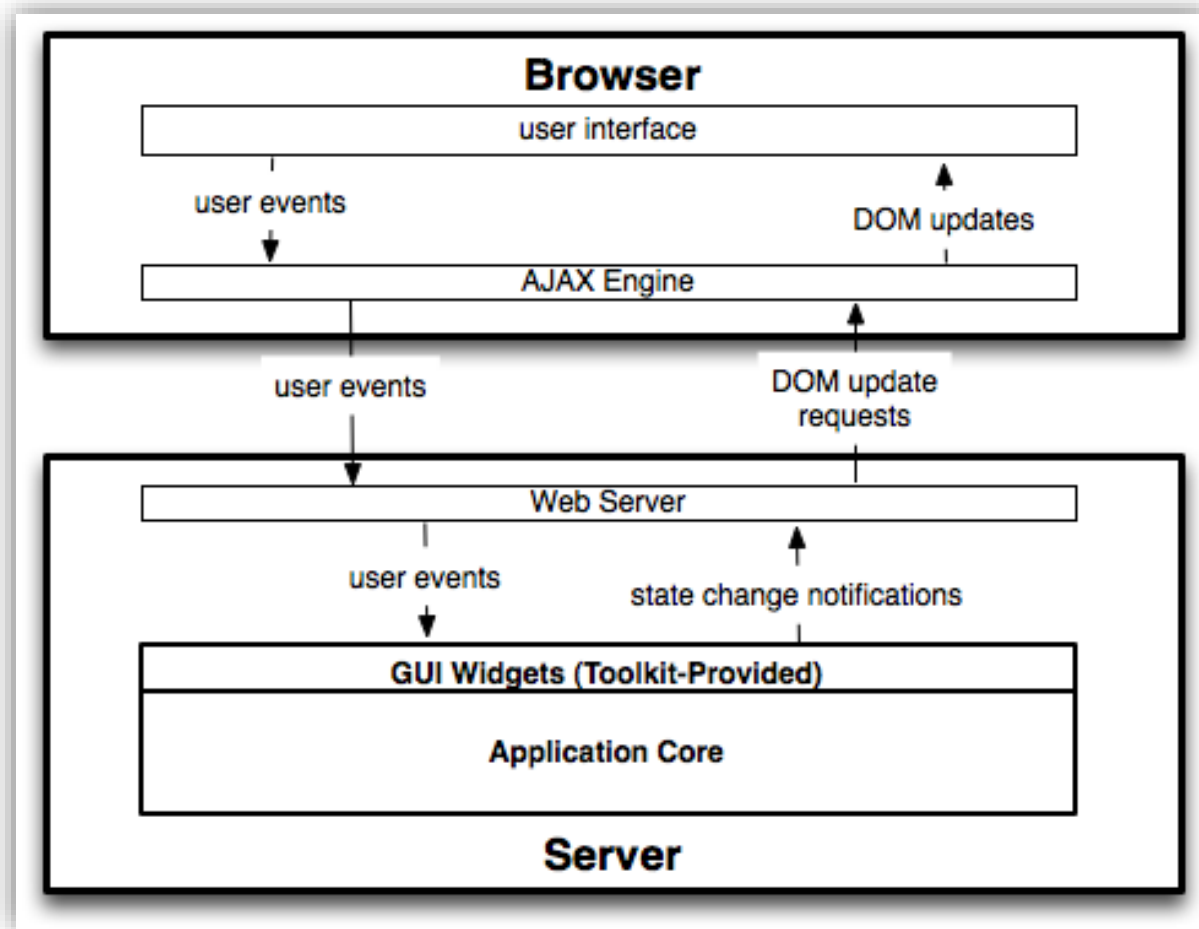 Browser
user interface
user events
DOM updates
AJAX Engine
user events
DOM update
requests
Web Server
user events
state change notifications
GUI Widgets (Toolkit-Provided)
Application Core
Server